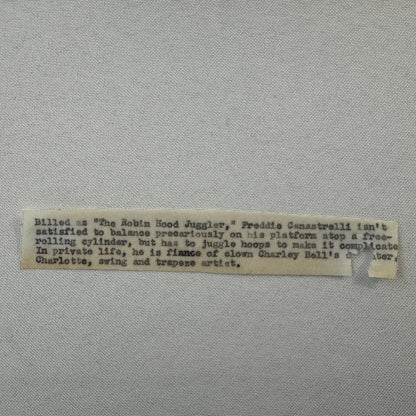 Billed as "The Robin Hood Juggler," Freddie Canastrelli isn't
satisfied to balance precariously on his platform atop a free-
rolling cylinder, but has to juggle hoops to make it complicate
In private life, he is fiance of clown Charley Bell's
Charlotte, swing and trapeze artist.